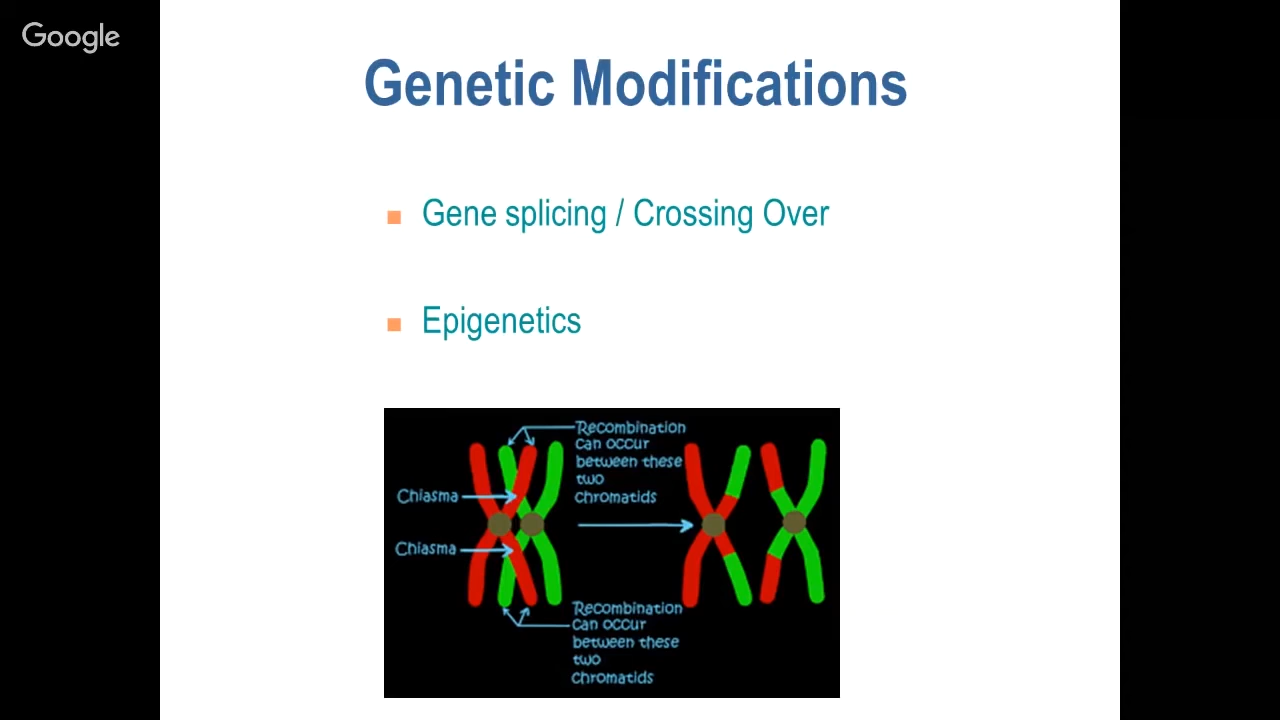 Google
Genetic Modifications
Gene splicing / Crossing Over
Epigenetics
Recombination
can occur
between these
two
chromatids
Chiasma
Chiasma
Recombination
can occur
between these
two
chromatids